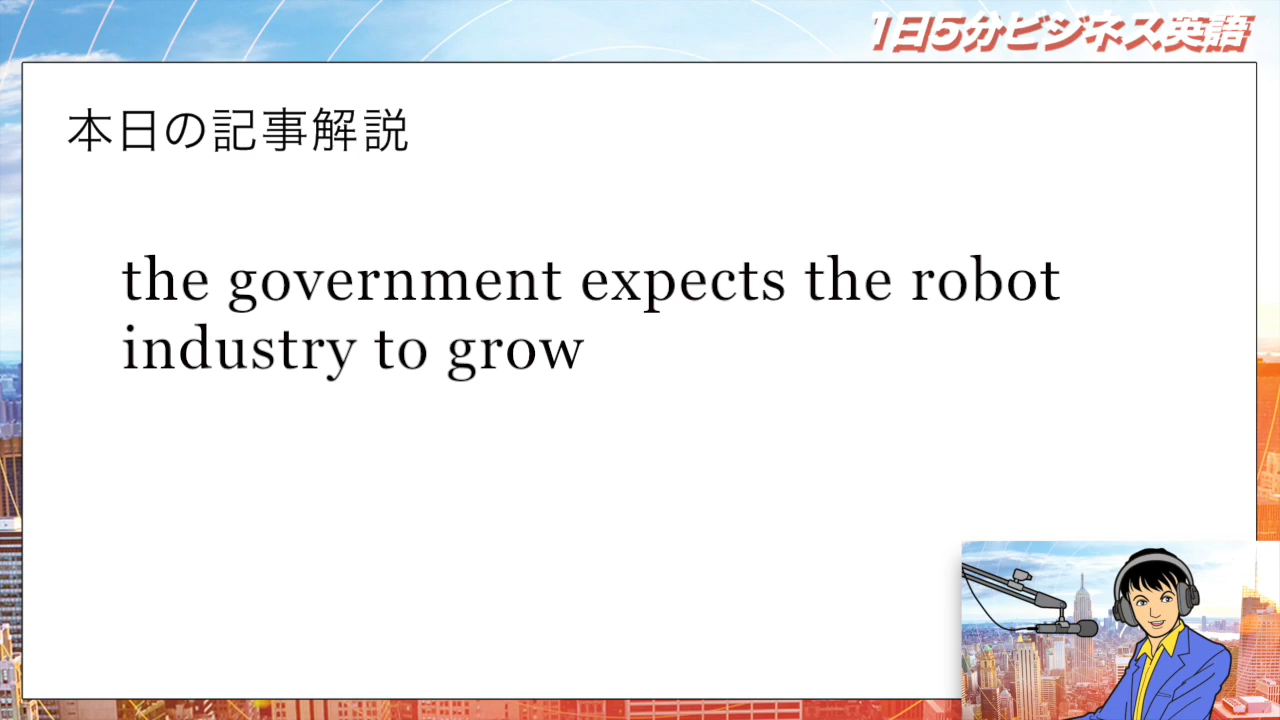 1日5分ビジネス英語
本日の記事解説
the government expects the robot
industry to grow